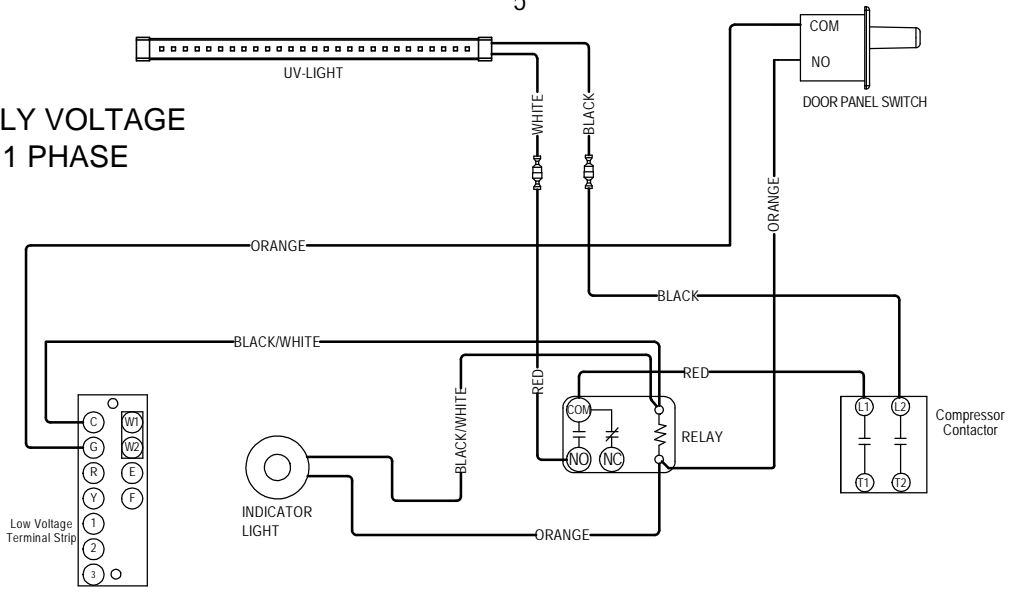 5
COM
NO
DOOR PANEL SWITCH
UV-LIGHT
LY VOLTAGE
1 PHASE
WHITE
BLACK
ORANGE
ORANGE
BLACK
BLACK/WHITE
RED
RED
BLACK/WHITE
COM
NO
NC
RELAY
L1
L2
T1
T2
Compressor
Contactor
C
W1
G
W2
R
E
Y
F
1
2
3
Low Voltage
Terminal Strip
INDICATOR
LIGHT
ORANGE